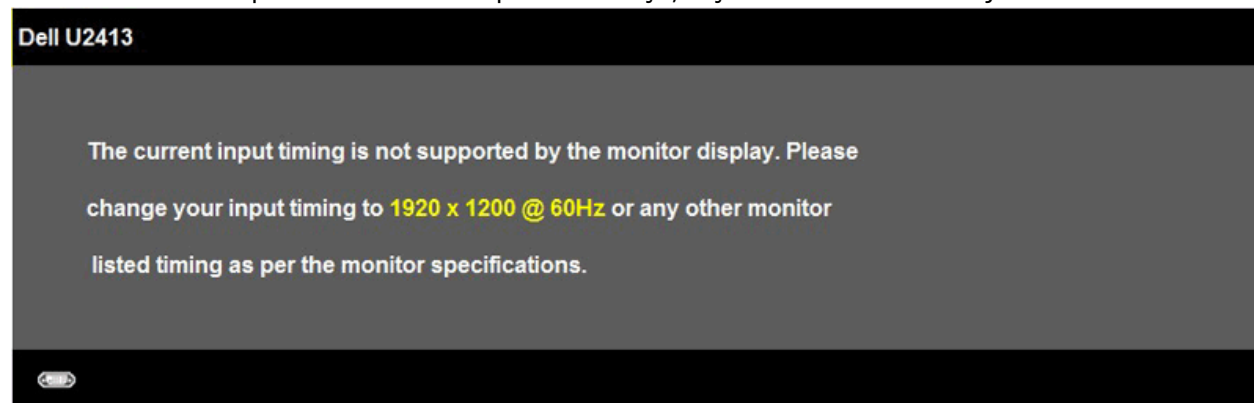 Dell U2413
The current input timing is not supported by the monitor display. Please
change your input timing to 1920 x 1200 @ 60Hz or any other monitor
listed timing as per the monitor specifications.